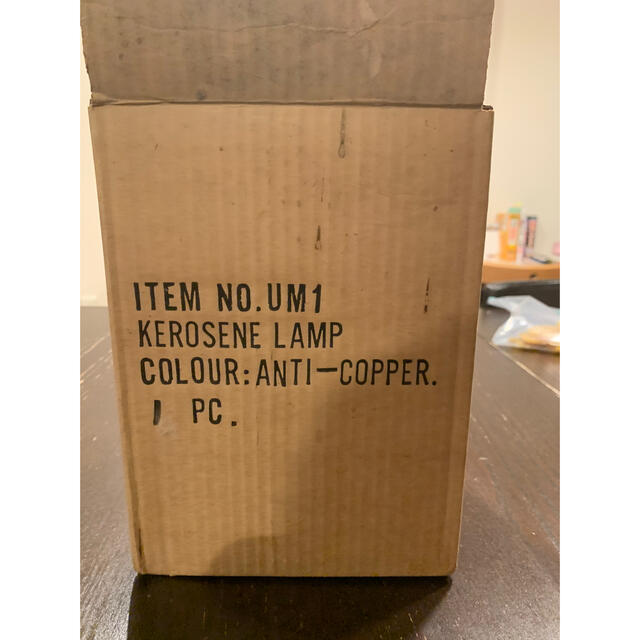 ITEM NO.UM1
KEROSENE LAMP
COLOUR:ANTI-COPPER.
1 PC.